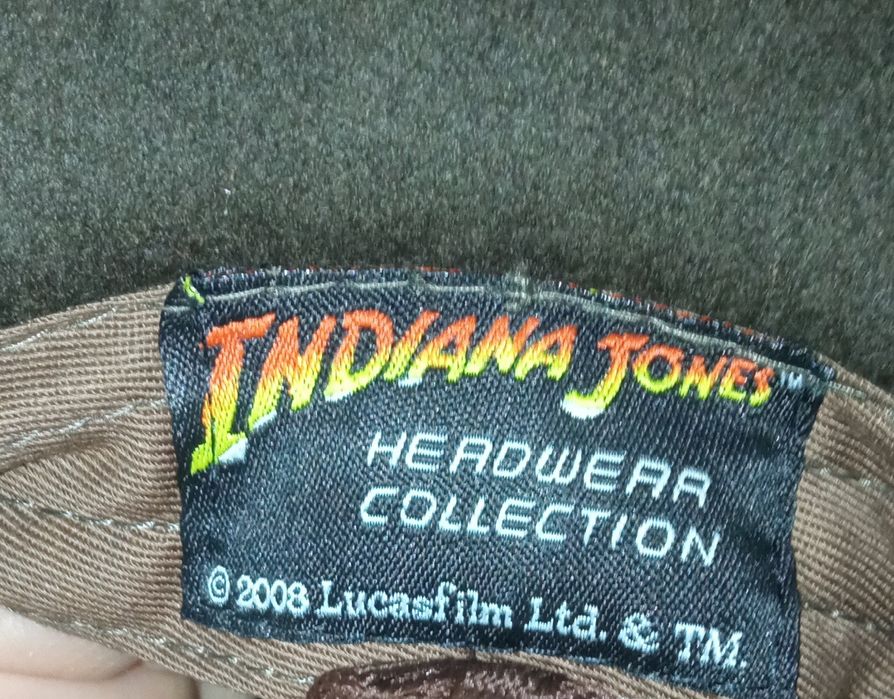 INDIANA JONES™
HEADWEAR
COLLECTION
© 2008 Lucasfilm Ltd. & TM.